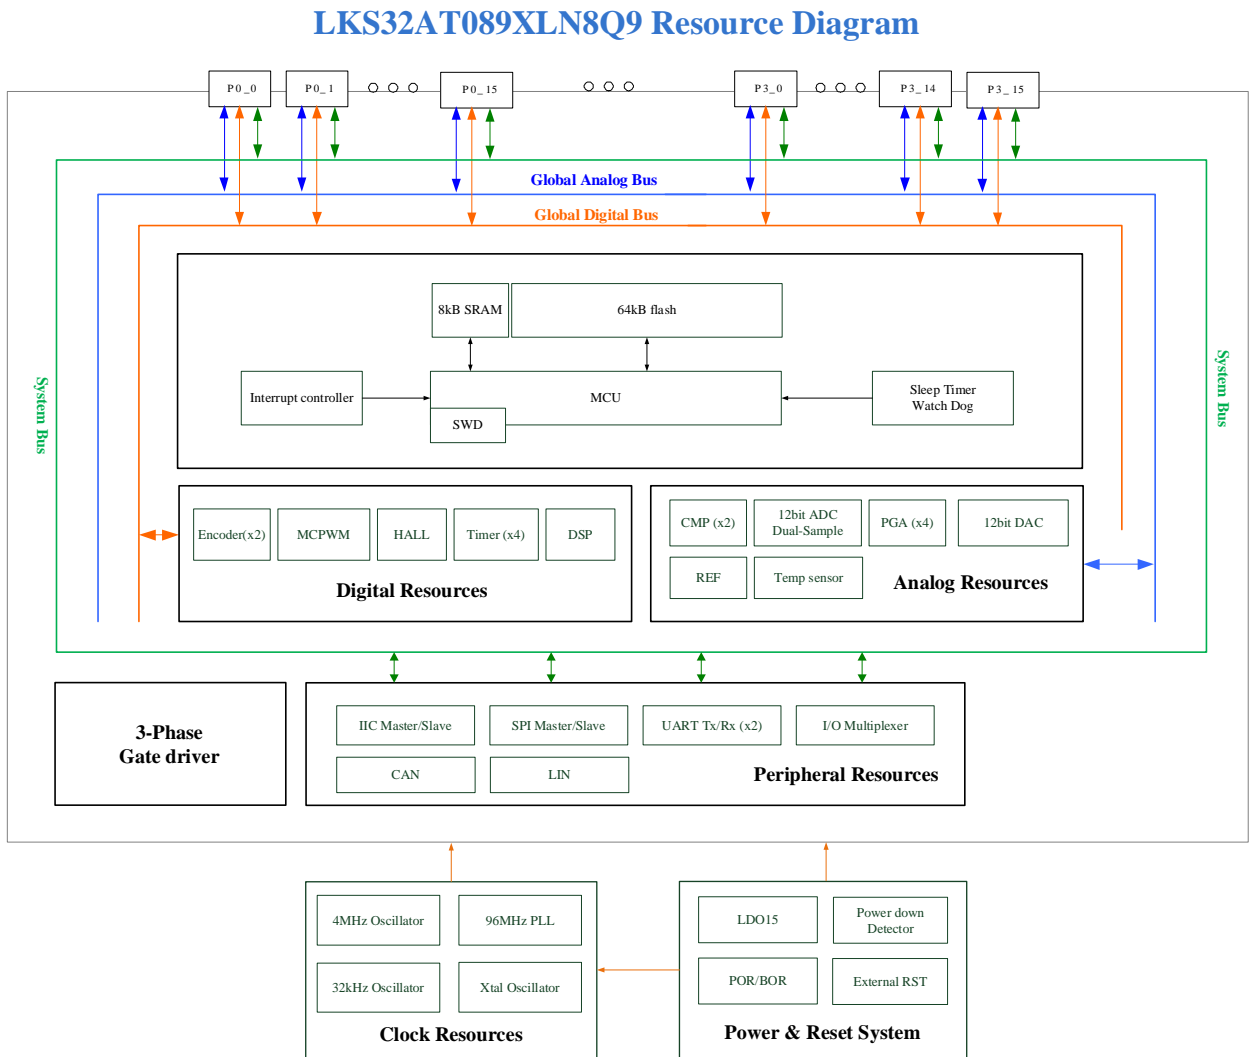 LKS32AT089XLN8Q9 Resource Diagram
P0_0
P0_1
P0_15
P3_0
P3_14
P3_15
Global Analog Bus
Global Digital Bus
System Bus
System Bus
8kB SRAM
64kB flash
Interrupt controller
MCU
SWD
Sleep Timer
Watch Dog
Encoder(x2)
MCPWM
HALL
Timer (x4)
DSP
Digital Resources
CMP (x2)
12bit ADC
Dual-Sample
PGA (x4)
12bit DAC
REF
Temp sensor
Analog Resources
3-Phase
Gate driver
IIC Master/Slave
SPI Master/Slave
UART Tx/Rx (x2)
I/O Multiplexer
CAN
LIN
Peripheral Resources
4MHz Oscillator
96MHz PLL
32kHz Oscillator
Xtal Oscillator
Clock Resources
LDO15
Power down
Detector
POR/BOR
External RST
Power & Reset System